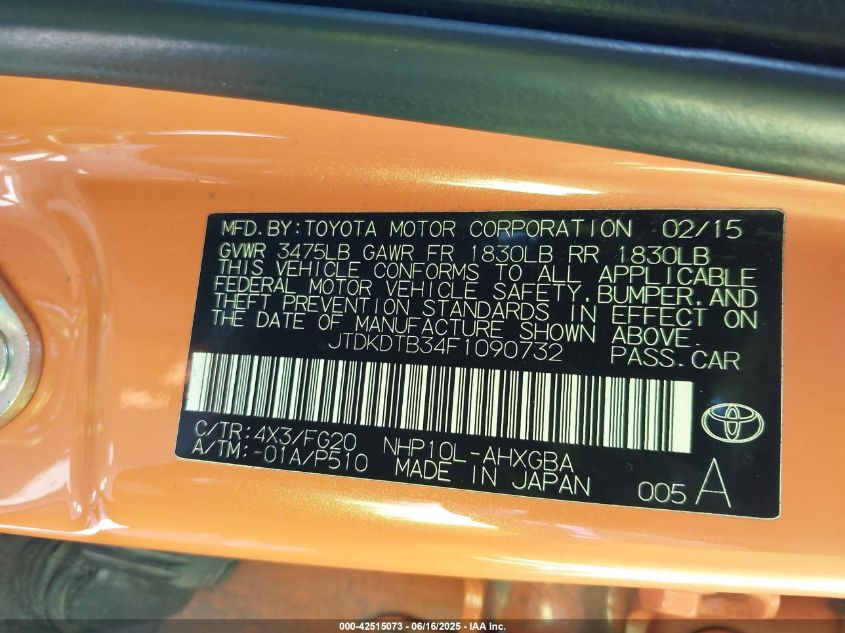 MFD. BY: TOYOTA MOTOR CORPORATION 02/15
GVWR 3475LB GAWR FR 1830LB RR 1830LB
THIS VEHICLE CONFORMS TO ALL APPLICABLE
FEDERAL MOTOR VEHICLE SAFETY, BUMPER, AND
THEFT PREVENTION STANDARDS IN EFFECT ON
THE DATE OF MANUFACTURE SHOWN ABOVE.
JTDKDTB34F1090732 PASS. CAR
C/TR: 4X3/FG20 NHP10L-AHXGBA
A/TM: -01A/P510 MADE IN JAPAN
005 A
000-42515073 - 06/16/2025 - IAA Inc.